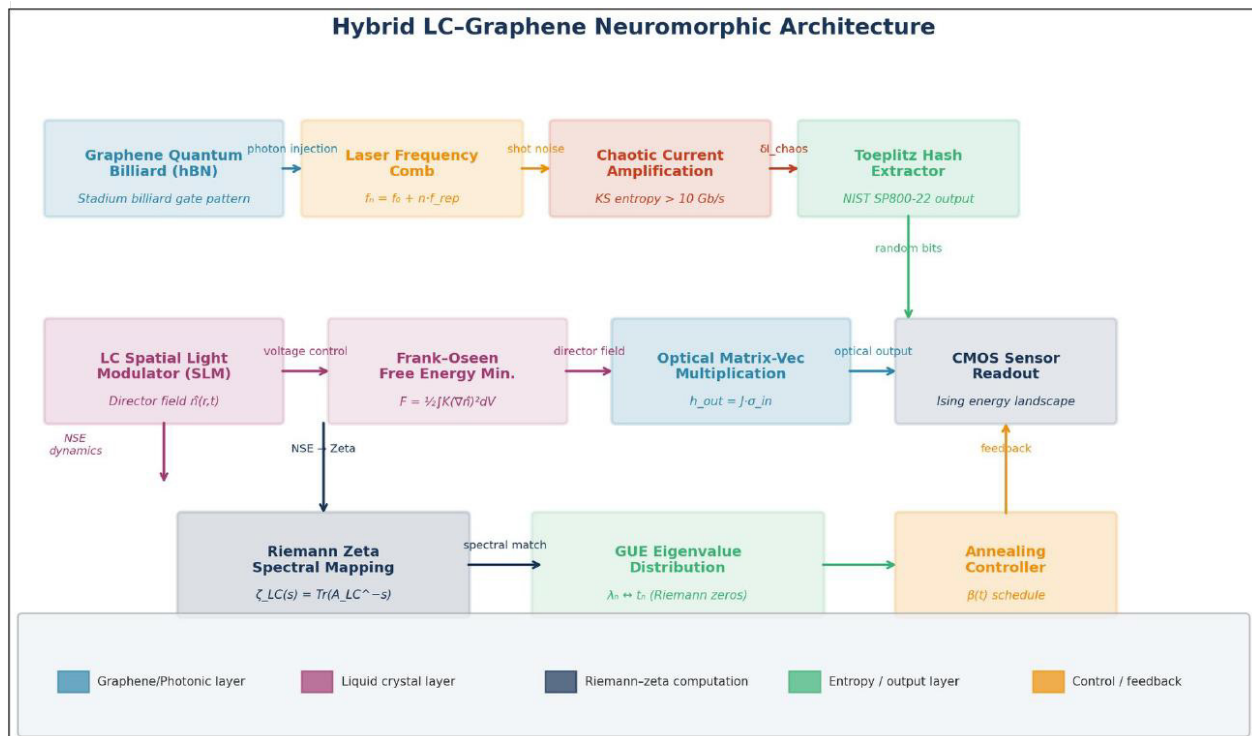 Hybrid LC–Graphene Neuromorphic Architecture
Graphene Quantum
Billiard (hBN)
Stadium billiard gate pattern
photon injection
Laser Frequency
Comb
fₙ = f₀ + n·f_rep
shot noise
Chaotic Current
Amplification
KS entropy > 10 Gb/s
δI_chaos
Toeplitz Hash
Extractor
NIST SP800-22 output
random bits
LC Spatial Light
Modulator (SLM)
Director field n̂(r,t)
voltage control
Frank–Oseen
Free Energy Min.
F = ½∫K(∇n̂)²dV
director field
Optical Matrix-Vec
Multiplication
h_out = J·σ_in
optical output
CMOS Sensor
Readout
Ising energy landscape
NSE
dynamics
NSE → Zeta
feedback
Riemann Zeta
Spectral Mapping
ζ_LC(s) = Tr(A_LC^−s)
spectral match
GUE Eigenvalue
Distribution
λₙ ↔ tₙ (Riemann zeros)
Annealing
Controller
β(t) schedule
Graphene/Photonic layer
Liquid crystal layer
Riemann–zeta computation
Entropy / output layer
Control / feedback